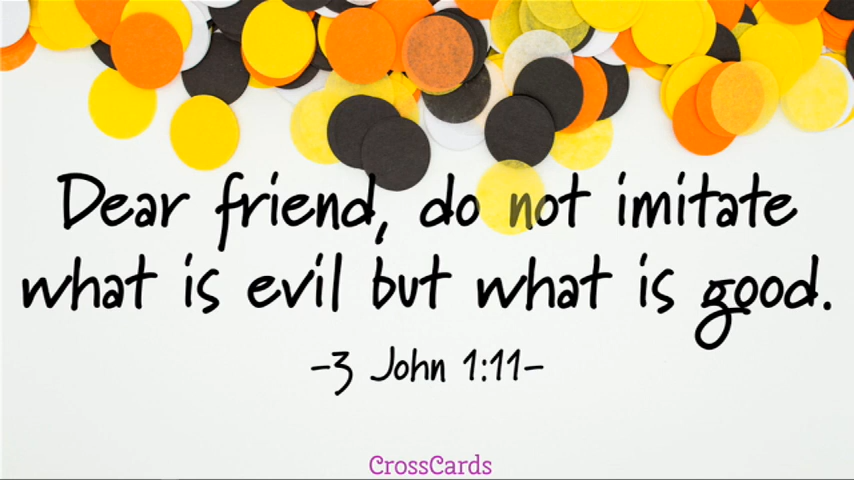 Dear friend, do not imitate
what is evil but what is good.
-3 John 1:11-
CrossCards